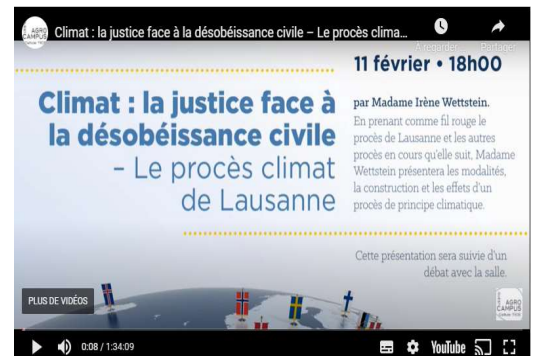 AGRO
CAMPUS
Climat : la justice face à la désobéissance civile – Le procès clima...
À regarder
Partager
11 février • 18h00
Climat : la justice face à
la désobéissance civile
– Le procès climat
de Lausanne
par Madame Irène Wettstein.
En prenant comme fil rouge le
procès de Lausanne et les autres
procès en cours qu'elle suit, Madame
Wettstein présentera les modalités,
la construction et les effets d'un
procès de principe climatique.
Cette présentation sera suivie d'un
débat avec la salle.
PLUS DE VIDÉOS
AGRO
CAMPUS
0:08 / 1:34:09
YouTube